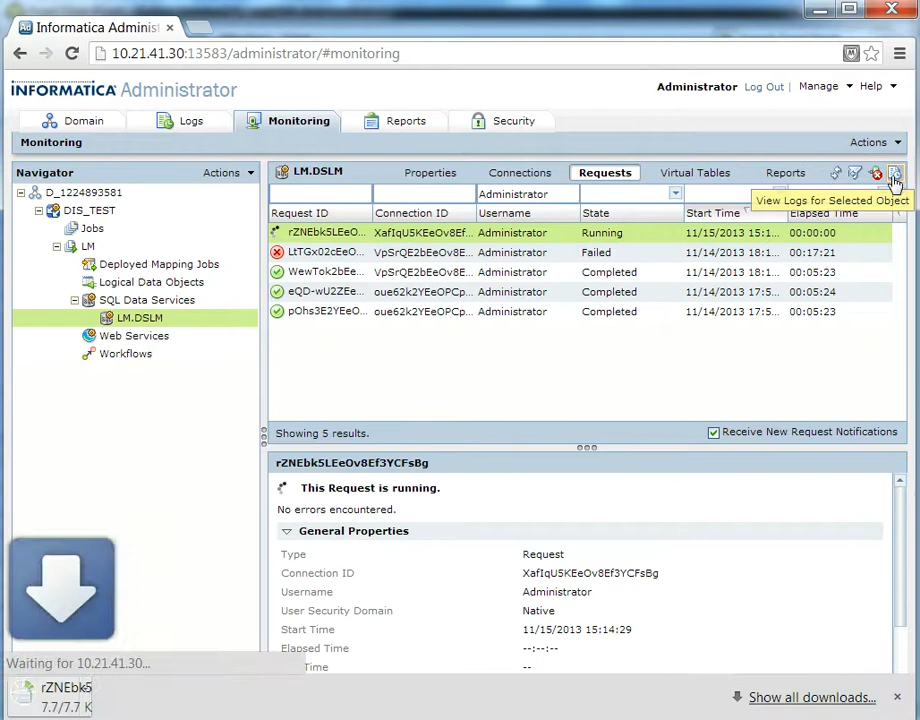 Informatica Administ
10.21.41.30:13583/administrator/#monitoring
INFORMATICA Administrator
Administrator Log Out | Manage Help
Domain Logs Monitoring Reports Security
Monitoring Actions
Navigator Actions
D_1224893581
DIS_TEST
Jobs
LM
Deployed Mapping Jobs
Logical Data Objects
SQL Data Services
LM.DSLM
Web Services
Workflows
LM.DSLM Properties Connections Requests Virtual Tables Reports
Administrator
View Logs for Selected Object
Request ID Connection ID Username State Start Time Elapsed Time
rZNEbk5LEeO... XafIqU5KEeOv8Ef... Administrator Running 11/15/2013 15:1... 00:00:00
LtTGx02cEeO... VpSrQE2bEeOv8E... Administrator Failed 11/14/2013 18:1... 00:17:21
WewTok2bEe... VpSrQE2bEeOv8E... Administrator Completed 11/14/2013 18:1... 00:05:23
eQD-wU2ZEe... oue62k2YEeOPCp... Administrator Completed 11/14/2013 17:5... 00:05:24
pOhs3E2YEeO... oue62k2YEeOPCp... Administrator Completed 11/14/2013 17:5... 00:05:23
Showing 5 results. Receive New Request Notifications
rZNEbk5LEeOv8Ef3YCFsBg
This Request is running.
No errors encountered.
General Properties
Type Request
Connection ID XafIqU5KEeOv8Ef3YCFsBg
Username Administrator
User Security Domain Native
Start Time 11/15/2013 15:14:29
Elapsed Time --:--:--
Time --
Waiting for 10.21.41.30...
rZNEbk5
7.7/7.7 K
Show all downloads...